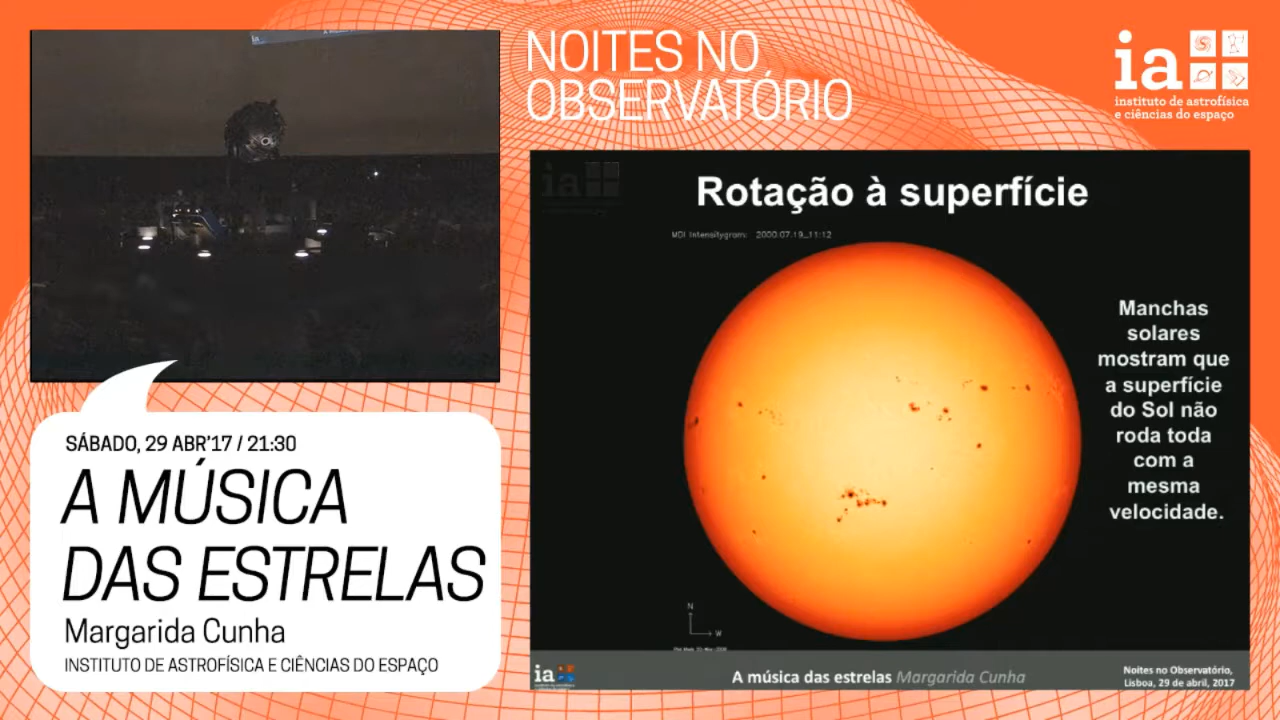 NOITES NO
OBSERVATÓRIO
ia
instituto de astrofísica
e ciências do espaço
SÁBADO, 29 ABR'17 / 21:30
A MÚSICA
DAS ESTRELAS
Margarida Cunha
INSTITUTO DE ASTROFÍSICA E CIÊNCIAS DO ESPAÇO
ia
Rotação à superfície
MDI Intensitygram: 2000.07.19_11:12
Manchas
solares
mostram que
a superfície
do Sol não
roda toda
com a
mesma
velocidade.
N
W
ia
A música das estrelas Margarida Cunha
Noites no Observatório,
Lisboa, 29 de abril, 2017